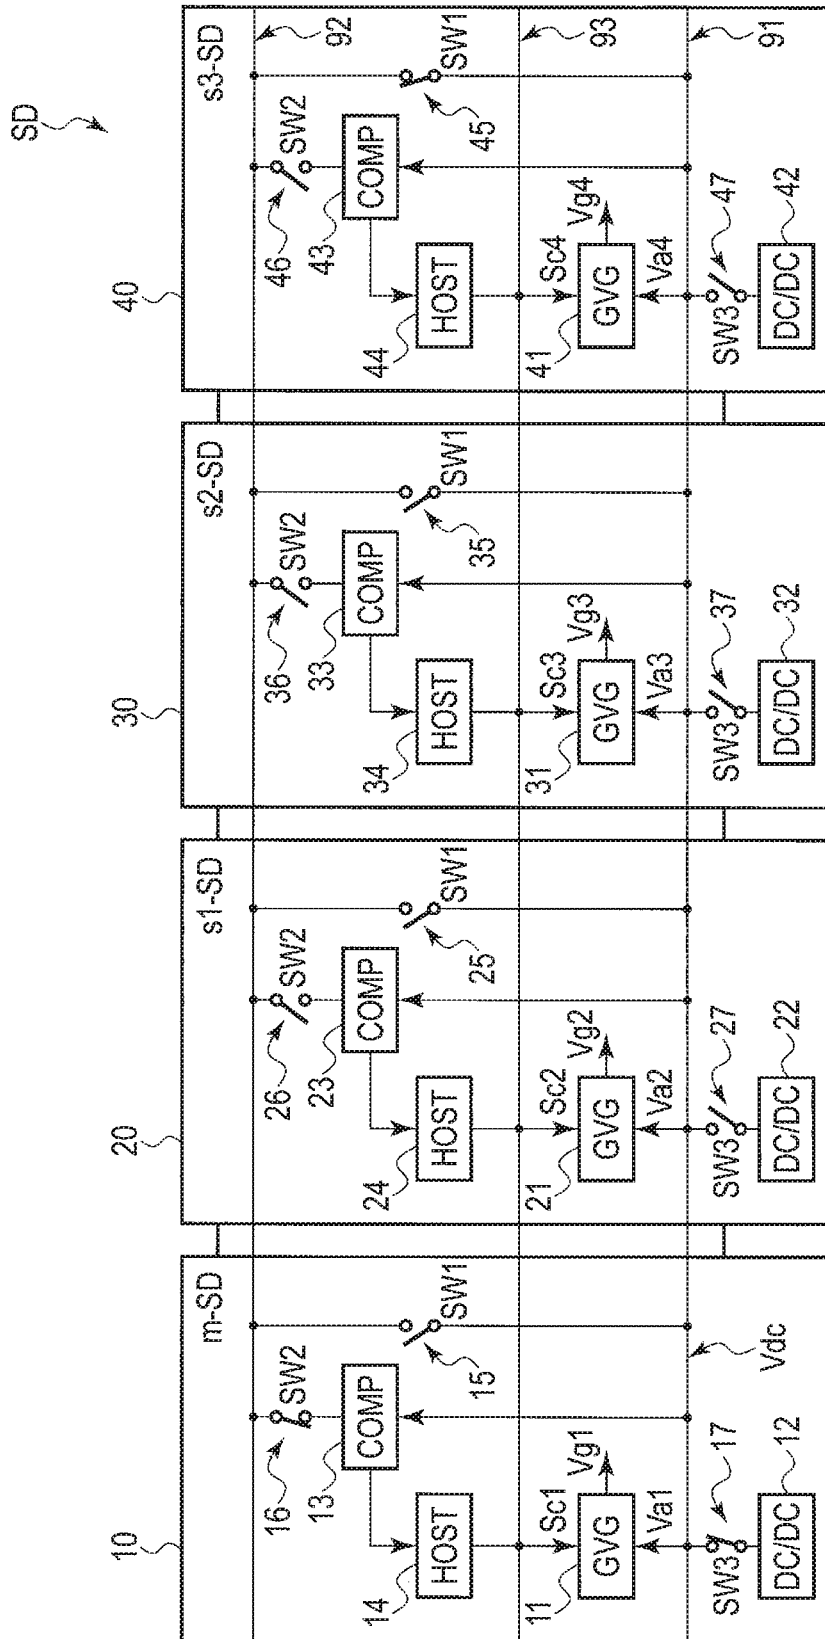 SD
10
m-SD
16
SW2
13
COMP
14
HOST
15
SW1
Sc1
11
GVG
Vg1
Va1
SW3
17
DC/DC
12
Vdc
20
s1-SD
26
SW2
23
COMP
24
HOST
25
SW1
Sc2
21
GVG
Vg2
Va2
SW3
27
DC/DC
22
30
s2-SD
36
SW2
33
COMP
34
HOST
35
SW1
Sc3
31
GVG
Vg3
Va3
SW3
37
DC/DC
32
40
s3-SD
46
SW2
43
COMP
44
HOST
45
SW1
Sc4
41
GVG
Vg4
Va4
SW3
47
DC/DC
42
92
93
91